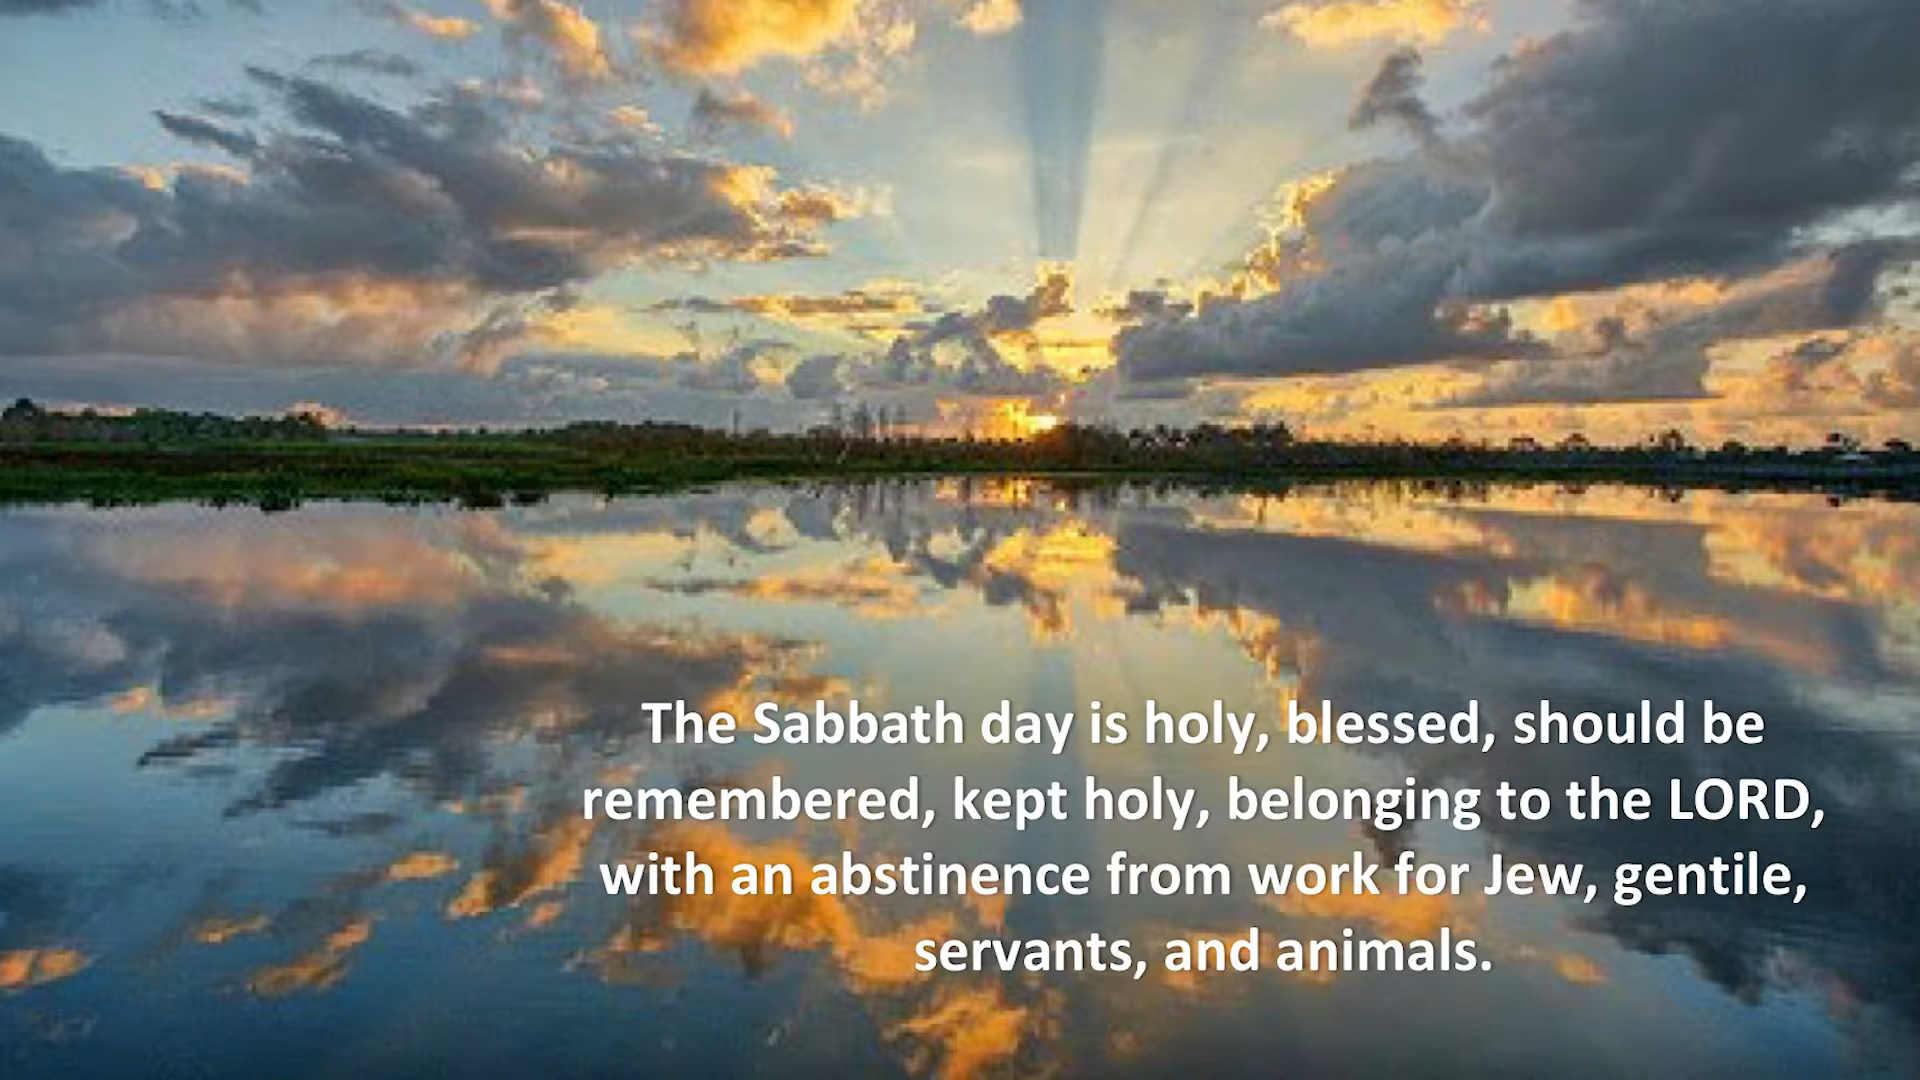 The Sabbath day is holy, blessed, should be
remembered, kept holy, belonging to the LORD,
with an abstinence from work for Jew, gentile,
servants, and animals.